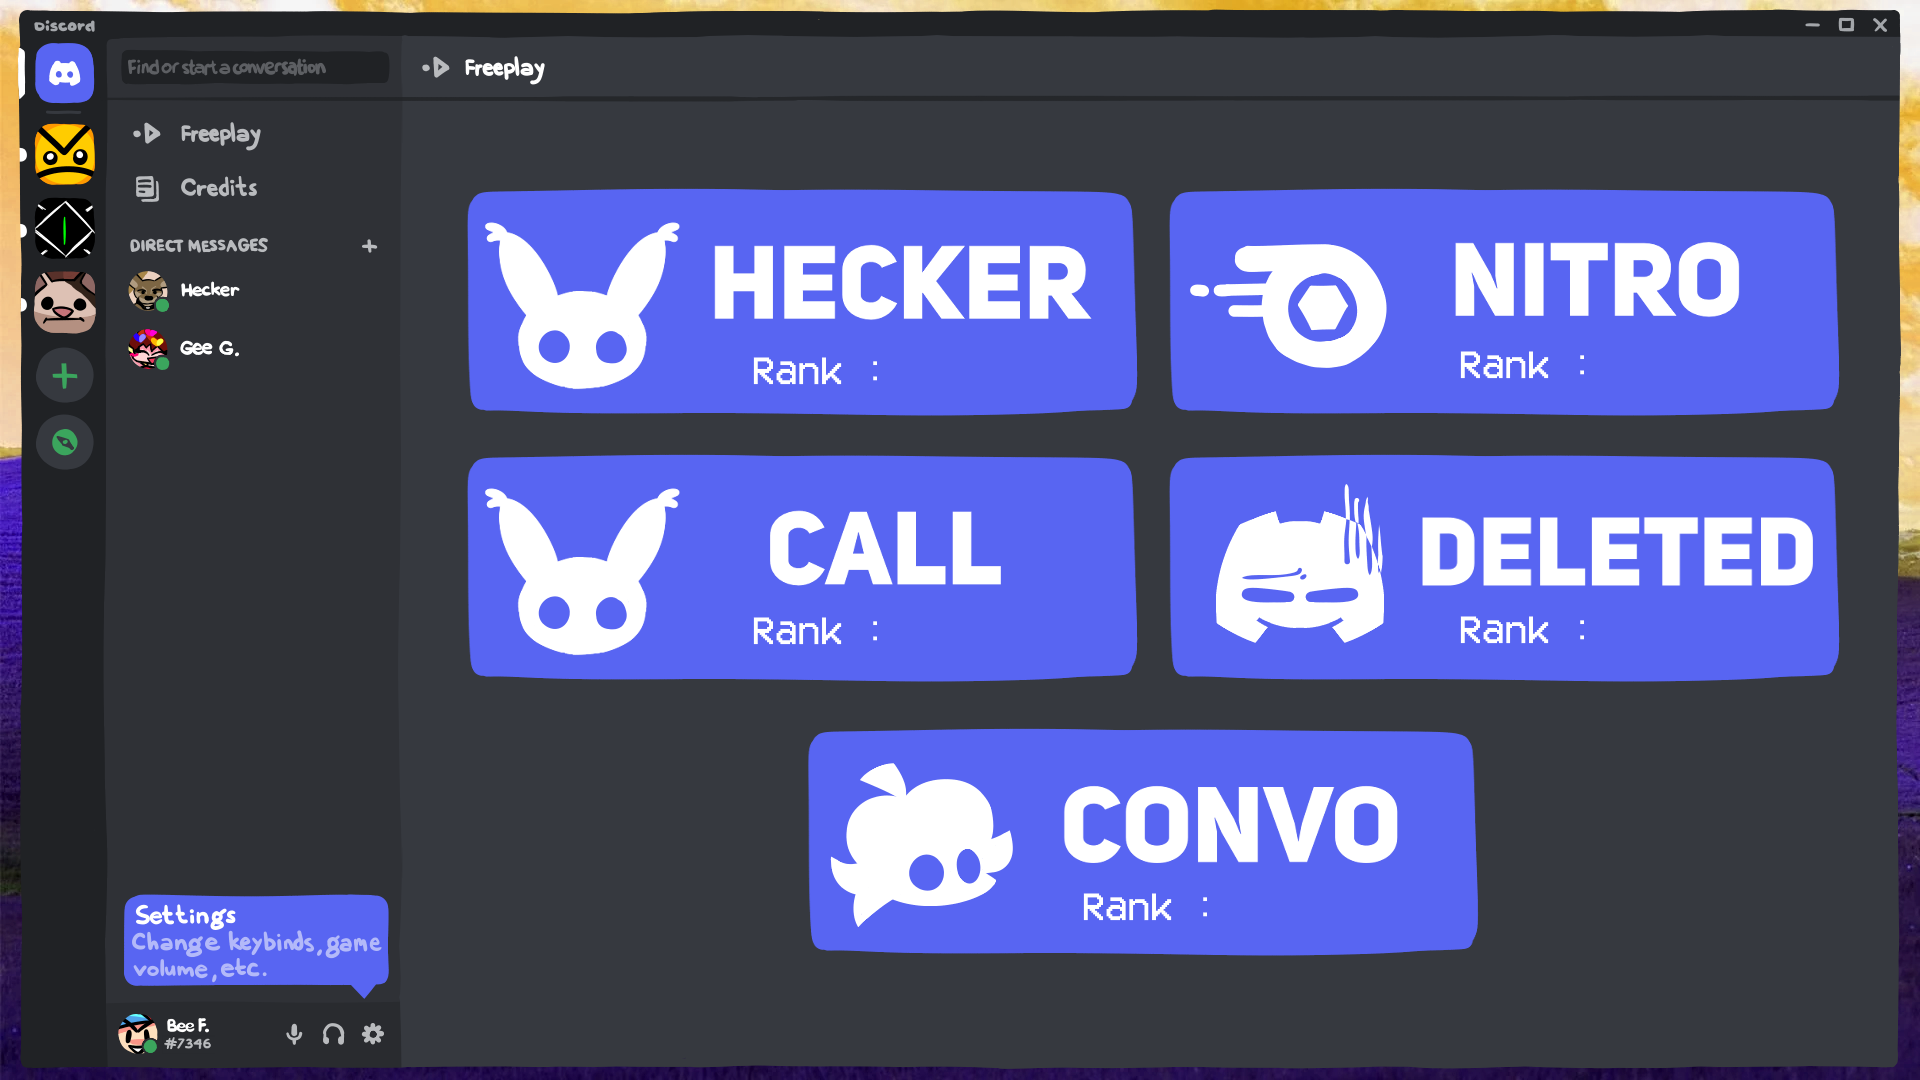 Discord
Find or start a conversation
Freeplay
Freeplay
Credits
DIRECT MESSAGES
Hecker
Gee G.
HECKER
Rank :
NITRO
Rank :
CALL
Rank :
DELETED
Rank :
CONVO
Rank :
Settings
Change keybinds, game
volume, etc.
Bee F.
#7346